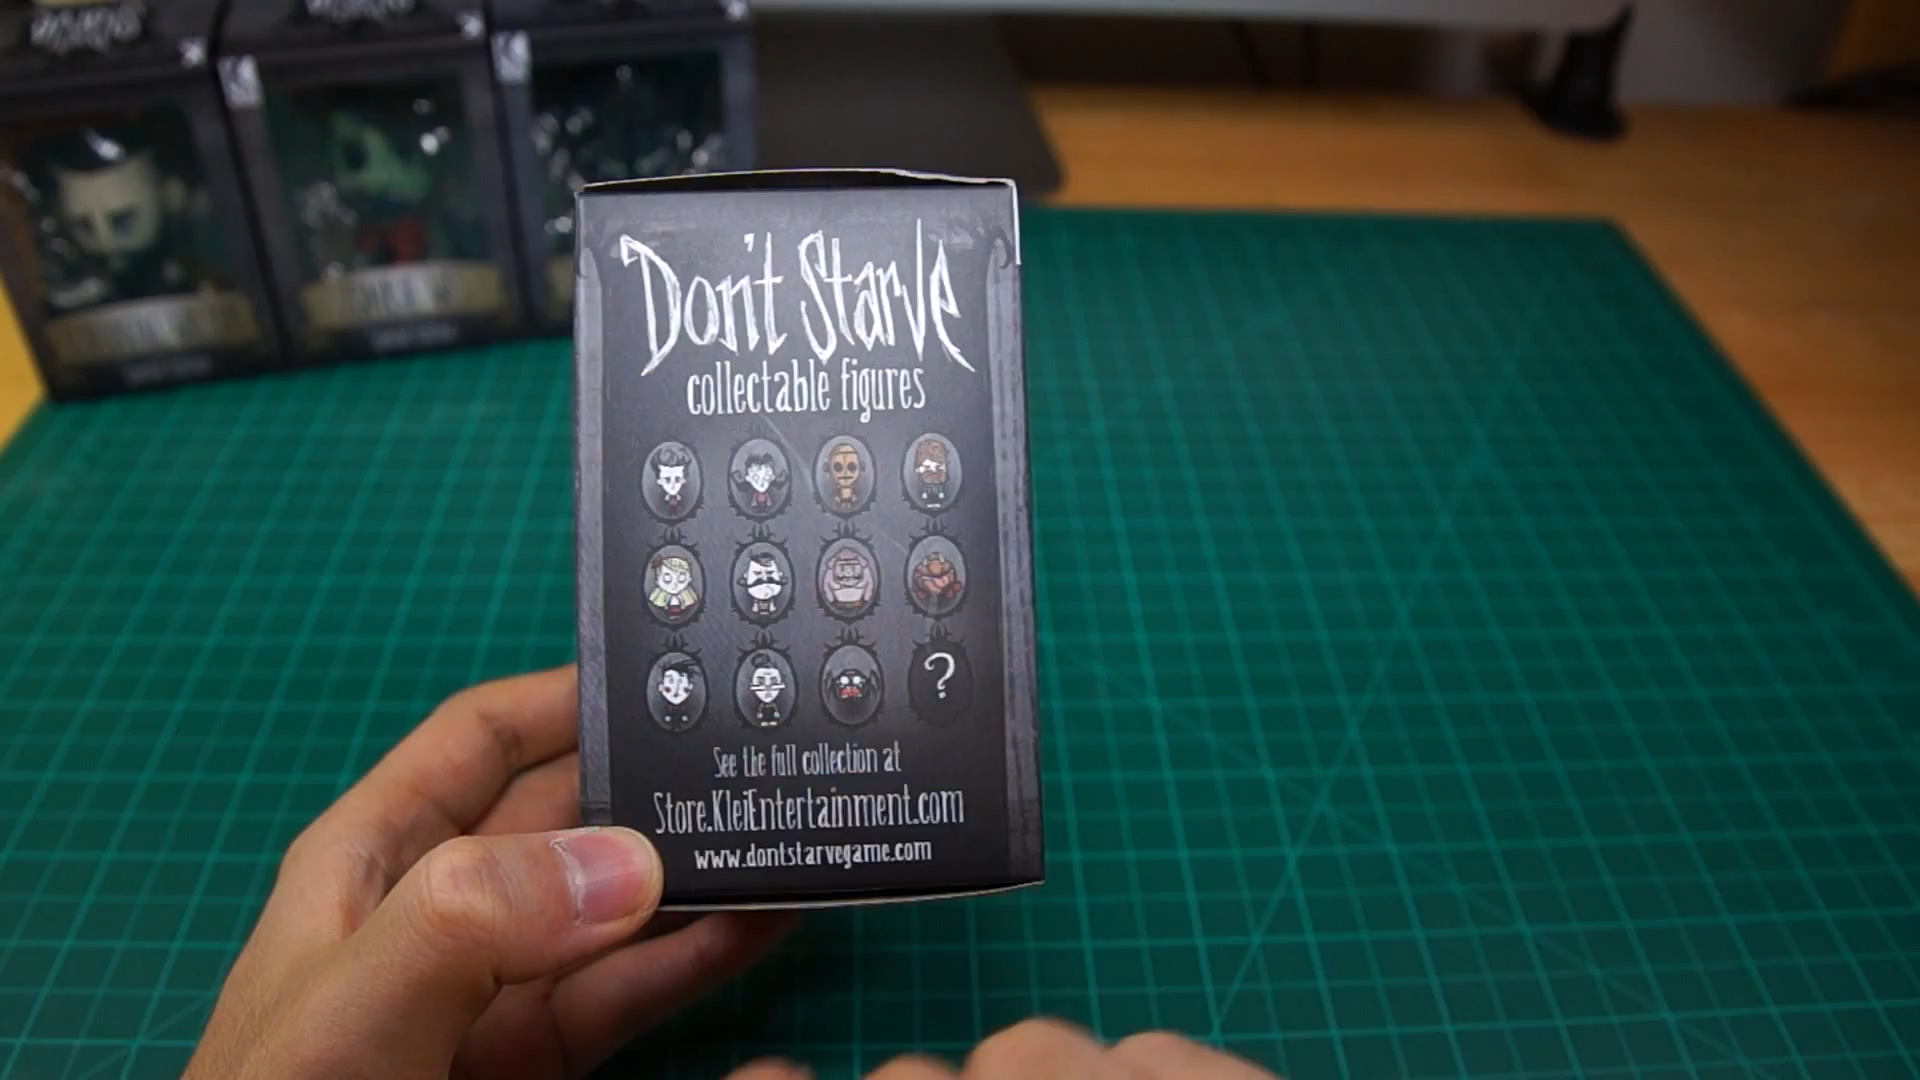 Don't Starve
collectable figures
?
See the full collection at
Store.KleiEntertainment.com
www.dontstarvegame.com